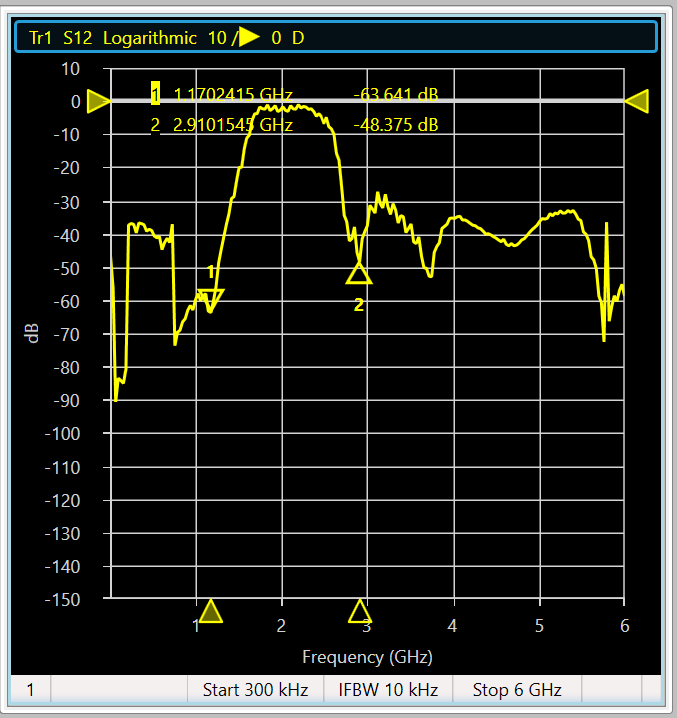 Tr1 S12 Logarithmic 10 / 0 D
10
0
-10
-20
-30
-40
-50
-60
-70
-80
-90
-100
-110
-120
-130
-140
-150
dB
1 1.1702415 GHz -63.641 dB
2 2.9101545 GHz -48.375 dB
1
2
1 2 3 4 5 6
Frequency (GHz)
1 Start 300 kHz IFBW 10 kHz Stop 6 GHz